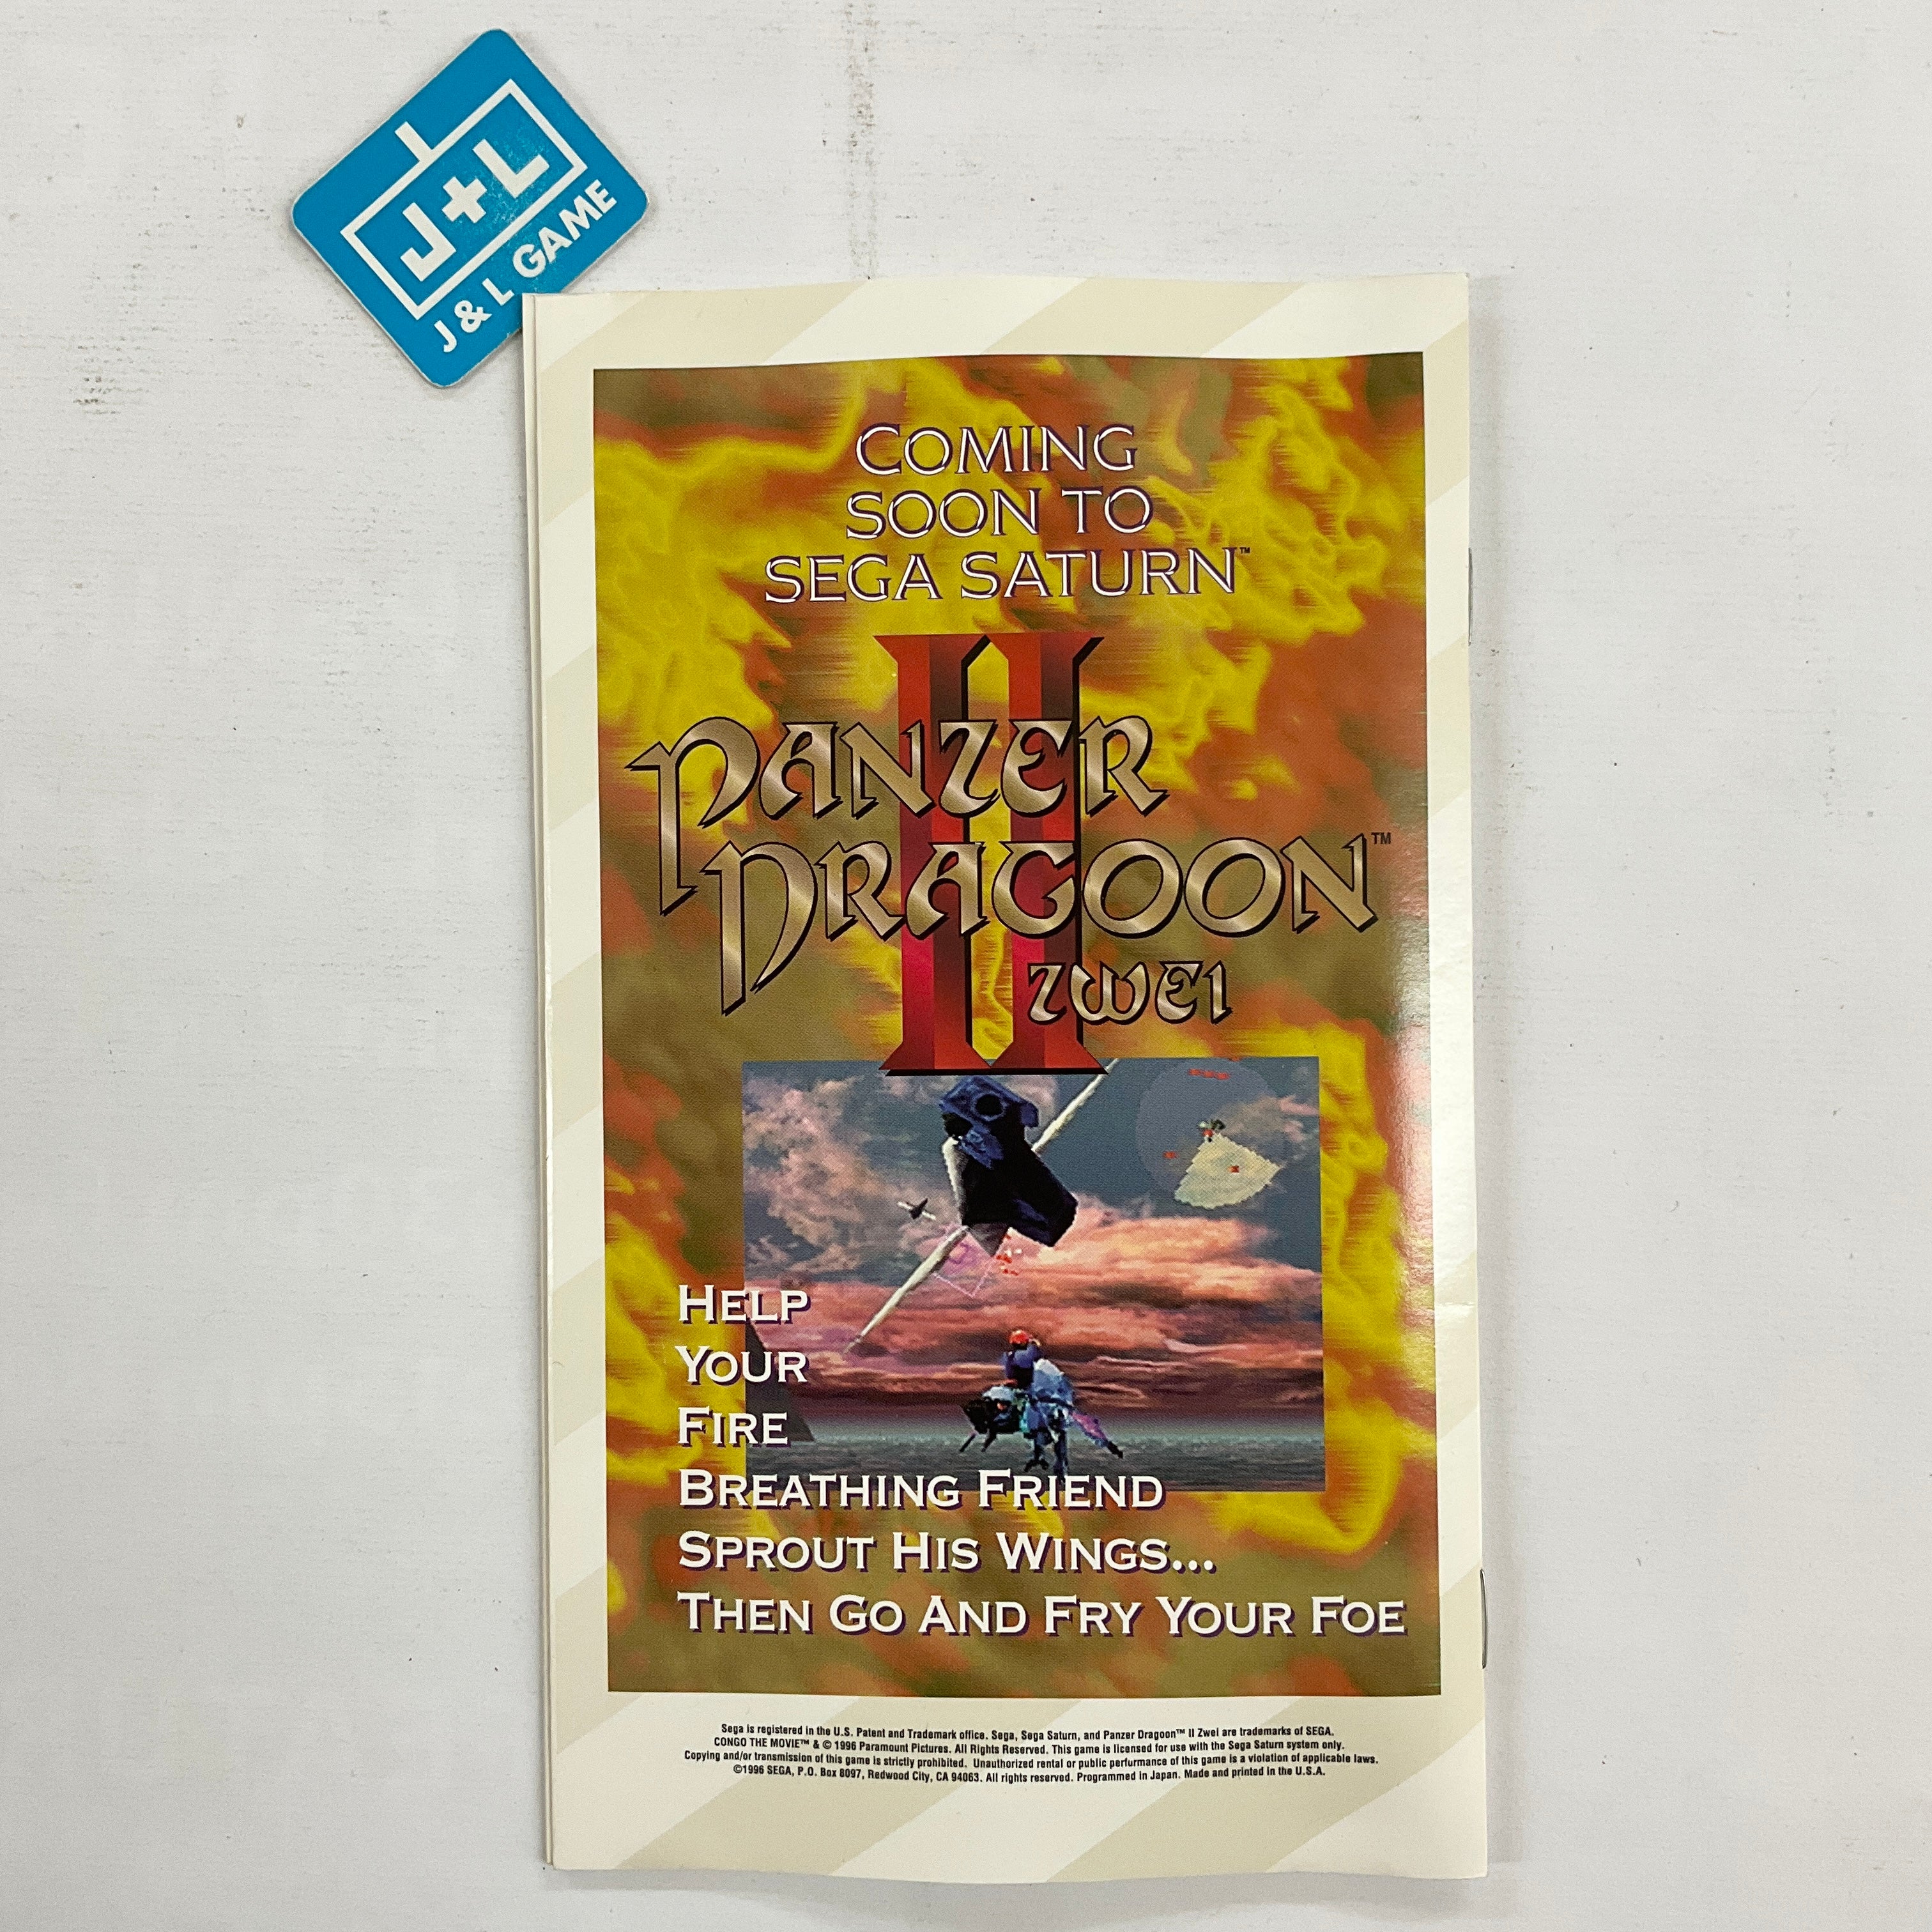 J+L
J & L GAME
COMING
SOON TO
SEGA SATURN™
II
PANZER
DRAGOON™
ZWEI
HELP
YOUR
FIRE
BREATHING FRIEND
SPROUT HIS WINGS...
THEN GO AND FRY YOUR FOE
Sega is registered in the U.S. Patent and Trademark office. Sega, Sega Saturn, and Panzer Dragoon™ II Zwei are trademarks of SEGA.
CONGO THE MOVIE™ & © 1996 Paramount Pictures. All Rights Reserved. This game is licensed for use with the Sega Saturn system only.
Copying and/or transmission of this game is strictly prohibited. Unauthorized rental or public performance of this game is a violation of applicable laws.
©1996 SEGA, P.O. Box 8097, Redwood City, CA 94063. All rights reserved. Programmed in Japan. Made and printed in the U.S.A.